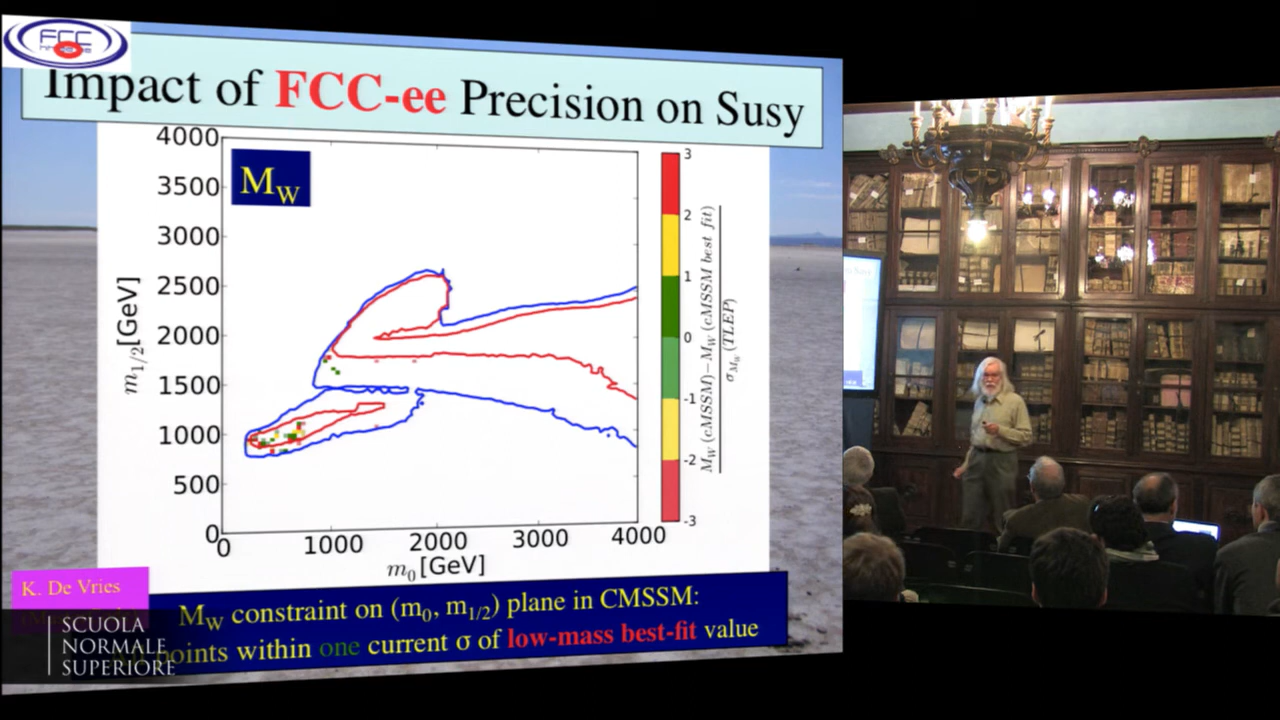 FCC
Impact of FCC-ee Precision on Susy
4000
3500
3000
2500
2000
1500
1000
500
0
m1/2[GeV]
MW
0
1000
2000
3000
4000
m0[GeV]
3
2
1
0
-1
-2
-3
MW (cMSSM)−MW (cMSSM best fit)
σMW (TLEP)
K. De Vries
MW constraint on (m0, m1/2) plane in CMSSM:
points within one current σ of low-mass best-fit value
SCUOLA
NORMALE
SUPERIORE